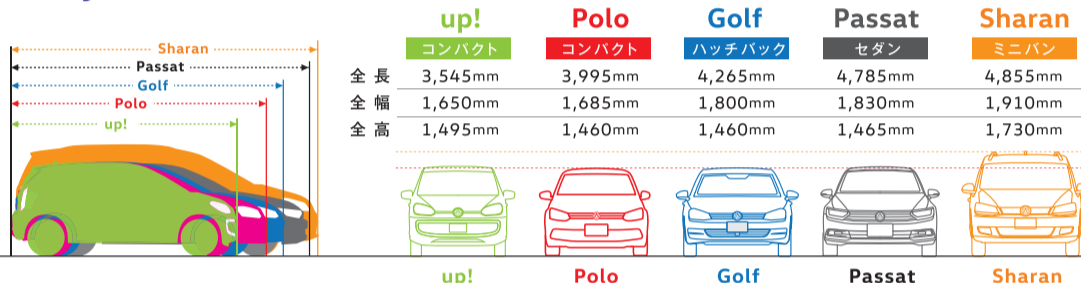 up! Polo Golf Passat Sharan
コンパクト コンパクト ハッチバック セダン ミニバン
全長 3,545mm 3,995mm 4,265mm 4,785mm 4,855mm
全幅 1,650mm 1,685mm 1,800mm 1,830mm 1,910mm
全高 1,495mm 1,460mm 1,460mm 1,465mm 1,730mm
Sharan
Passat
Golf
Polo
up!
up! Polo Golf Passat Sharan